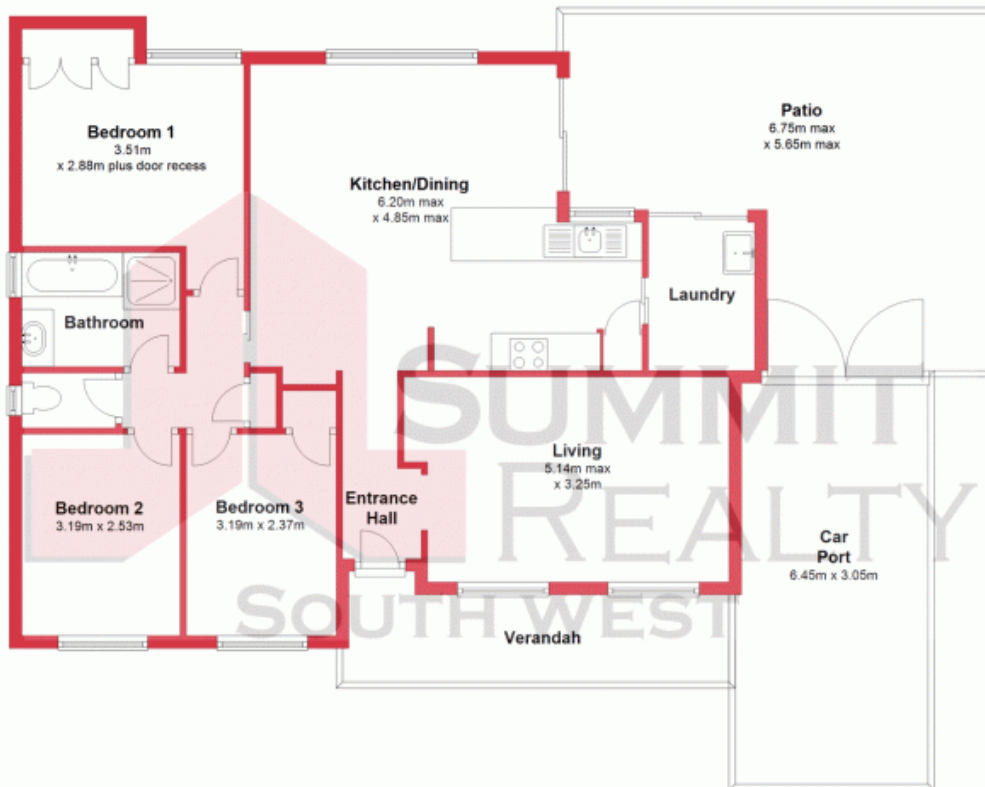 Bedroom 1
3.51m
x 2.88m plus door recess
Kitchen/Dining
6.20m max
x 4.85m max
Patio
6.75m max
x 5.65m max
Bathroom
Laundry
SUMMIT
REALTY
SOUTH WEST
Bedroom 2
3.19m x 2.53m
Bedroom 3
3.19m x 2.37m
Entrance
Hall
Living
5.14m max
x 3.25m
Car
Port
6.45m x 3.05m
Verandah